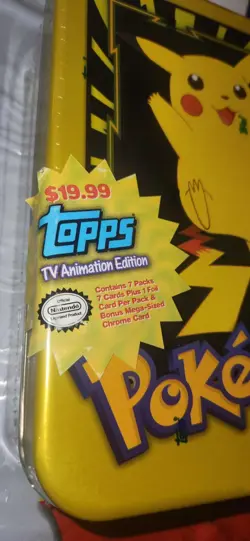 $19.99
topps
TV Animation Edition
Contains 7 Packs
7 Cards Plus 1 Foil
Card Per Pack &
Bonus Mega-Sized
Chrome Card
Official
Nintendo
Licensed Product
Poké